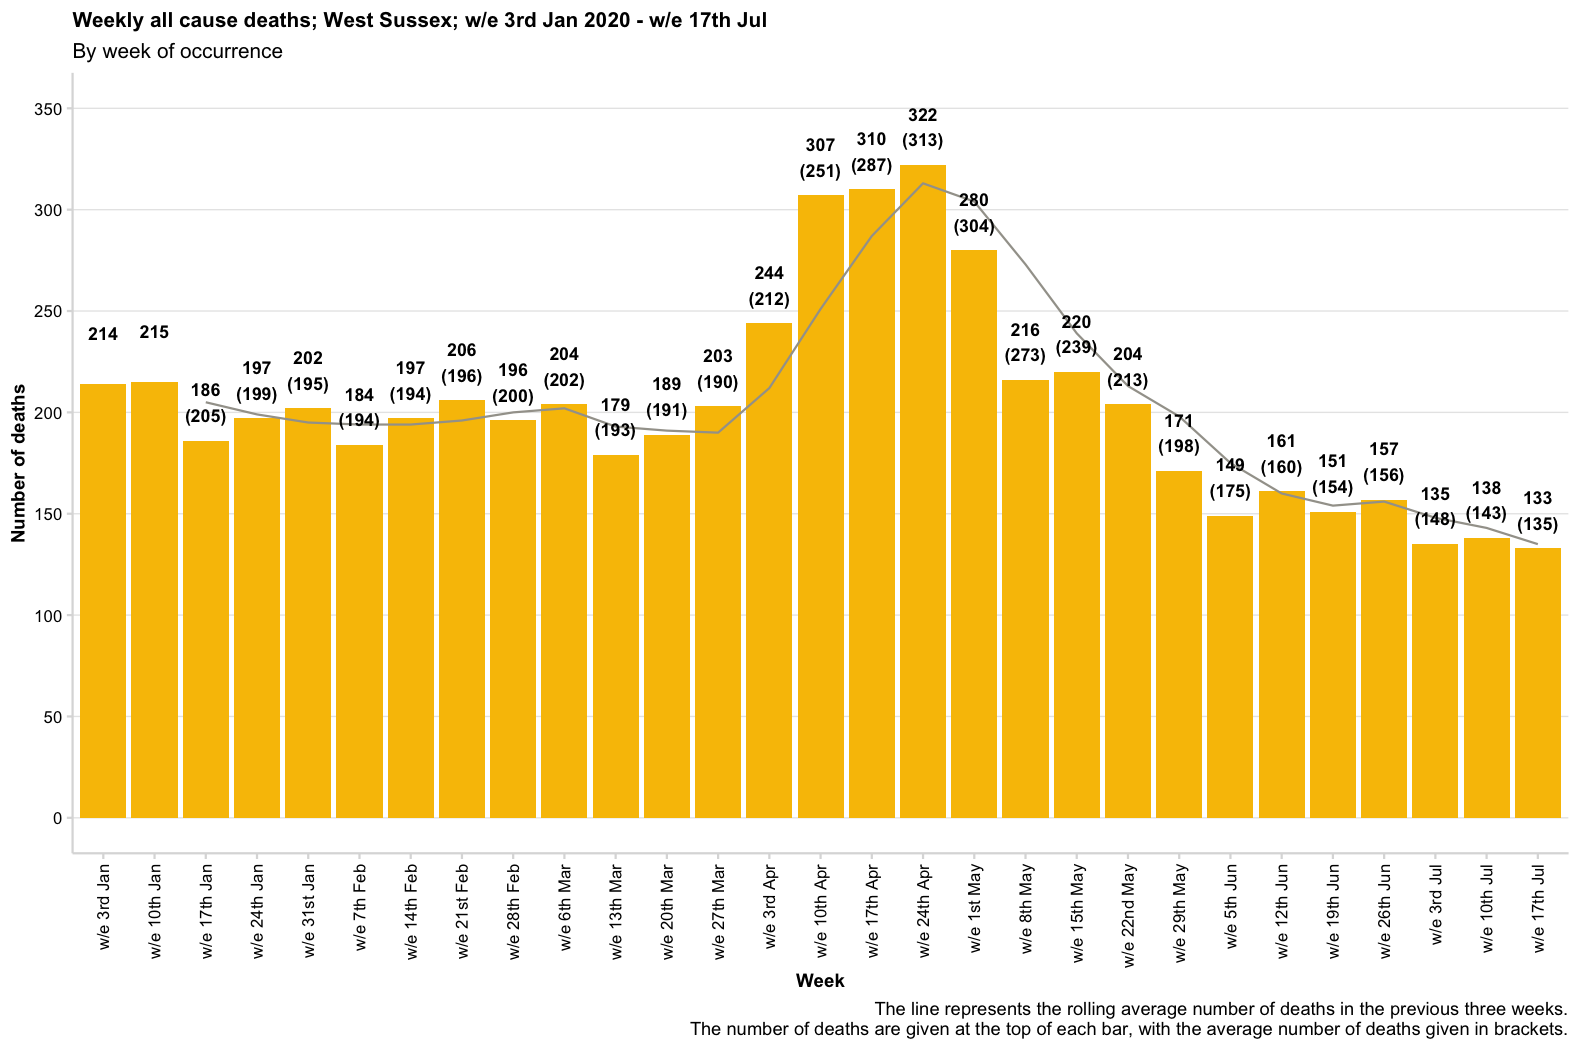 Weekly all cause deaths; West Sussex; w/e 3rd Jan 2020 - w/e 17th Jul
By week of occurrence
Number of deaths
350
300
250
200
150
100
50
0
214
215
186
(205)
197
(199)
202
(195)
184
(194)
197
(194)
206
(196)
196
(200)
204
(202)
179
(193)
189
(191)
203
(190)
244
(212)
307
(251)
310
(287)
322
(313)
280
(304)
216
(273)
220
(239)
204
(213)
171
(198)
149
(175)
161
(160)
151
(154)
157
(156)
135
(148)
138
(143)
133
(135)
w/e 3rd Jan
w/e 10th Jan
w/e 17th Jan
w/e 24th Jan
w/e 31st Jan
w/e 7th Feb
w/e 14th Feb
w/e 21st Feb
w/e 28th Feb
w/e 6th Mar
w/e 13th Mar
w/e 20th Mar
w/e 27th Mar
w/e 3rd Apr
w/e 10th Apr
w/e 17th Apr
w/e 24th Apr
w/e 1st May
w/e 8th May
w/e 15th May
w/e 22nd May
w/e 29th May
w/e 5th Jun
w/e 12th Jun
w/e 19th Jun
w/e 26th Jun
w/e 3rd Jul
w/e 10th Jul
w/e 17th Jul
Week
The line represents the rolling average number of deaths in the previous three weeks.
The number of deaths are given at the top of each bar, with the average number of deaths given in brackets.